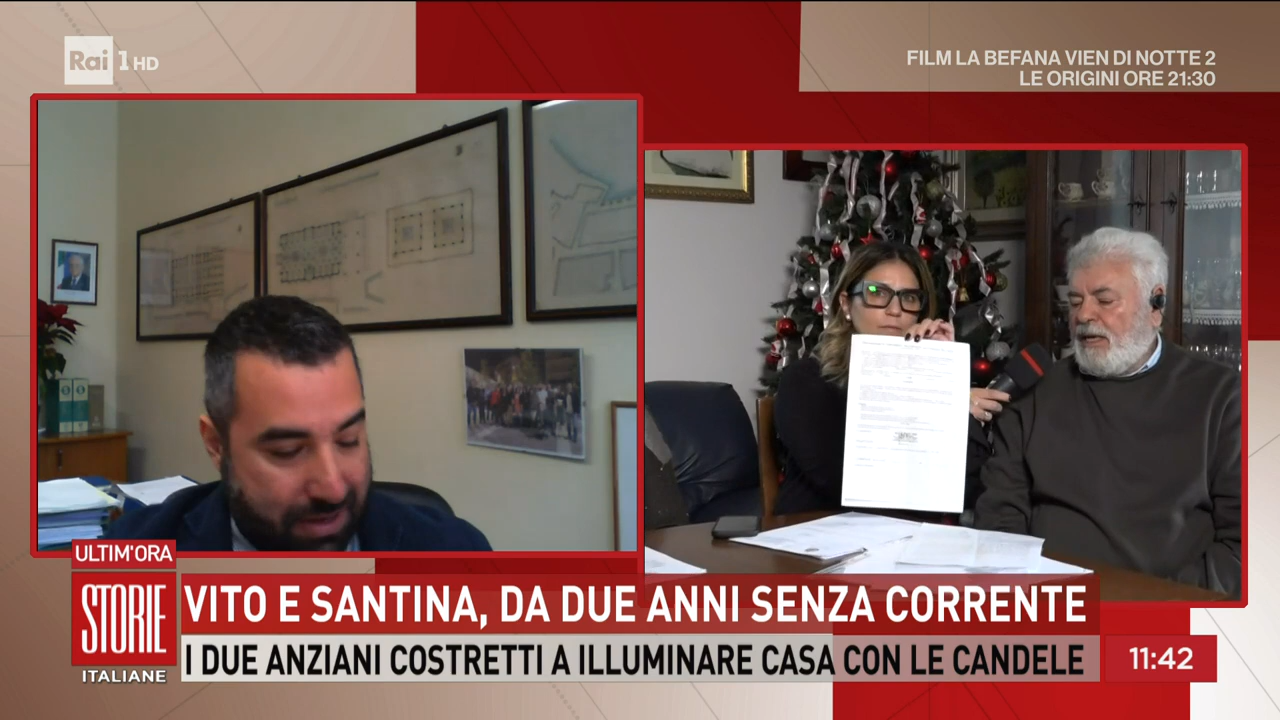 Rai 1 HD
FILM LA BEFANA VIEN DI NOTTE 2
LE ORIGINI ORE 21:30
ULTIM'ORA
STORIE
ITALIANE
VITO E SANTINA, DA DUE ANNI SENZA CORRENTE
I DUE ANZIANI COSTRETTI A ILLUMINARE CASA CON LE CANDELE
11:42